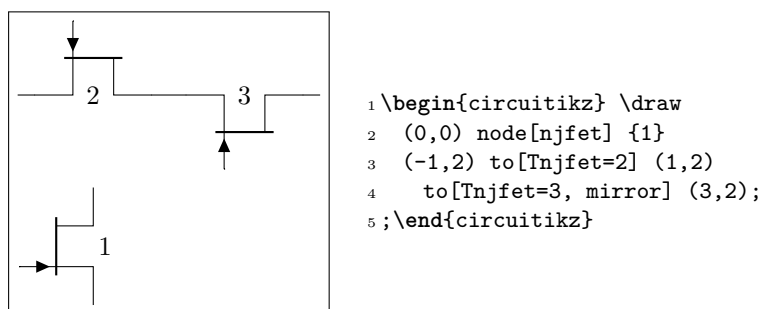 2 3
1
1 \begin{circuitikz} \draw
2   (0,0) node[njfet] {1}
3   (-1,2) to[Tnjfet=2] (1,2)
4     to[Tnjfet=3, mirror] (3,2);
5 ;\end{circuitikz}